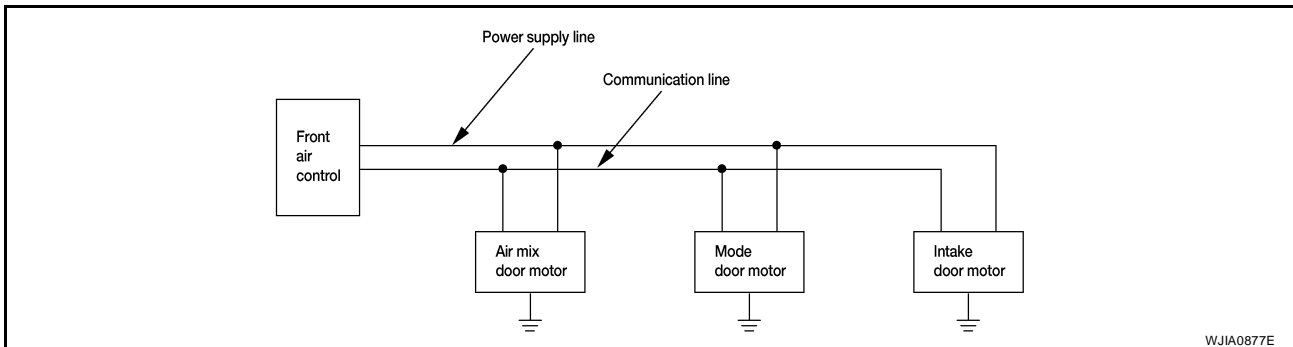 Power supply line
Communication line
Front
air
control
Air mix
door motor
Mode
door motor
Intake
door motor
WJIA0877E